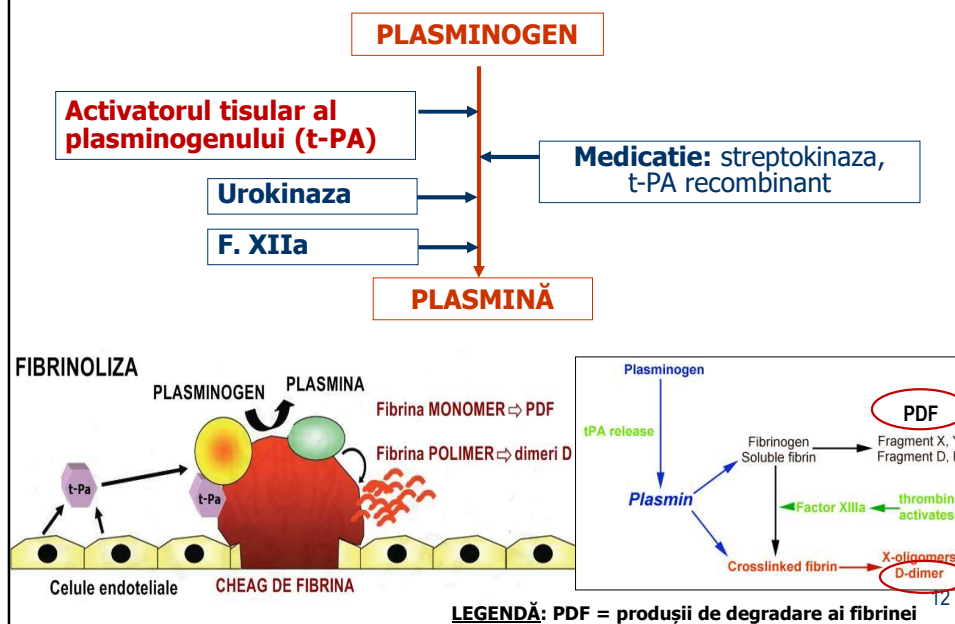 PLASMINOGEN
Activatorul tisular al
plasminogenului (t-PA)
Medicatie: streptokinaza,
t-PA recombinant
Urokinaza
F. XIIa
PLASMINĂ
FIBRINOLIZA
PLASMINOGEN
PLASMINA
Fibrina MONOMER ⇨ PDF
Fibrina POLIMER ⇨ dimeri D
t-Pa
t-Pa
Celule endoteliale
CHEAG DE FIBRINA
Plasminogen
tPA release
Plasmin
Fibrinogen
Soluble fibrin
PDF
Fragment X, Y
Fragment D,
Factor XIIIa
thrombin
activates
Crosslinked fibrin
X-oligomers
D-dimer
12
LEGENDĂ: PDF = produșii de degradare ai fibrinei